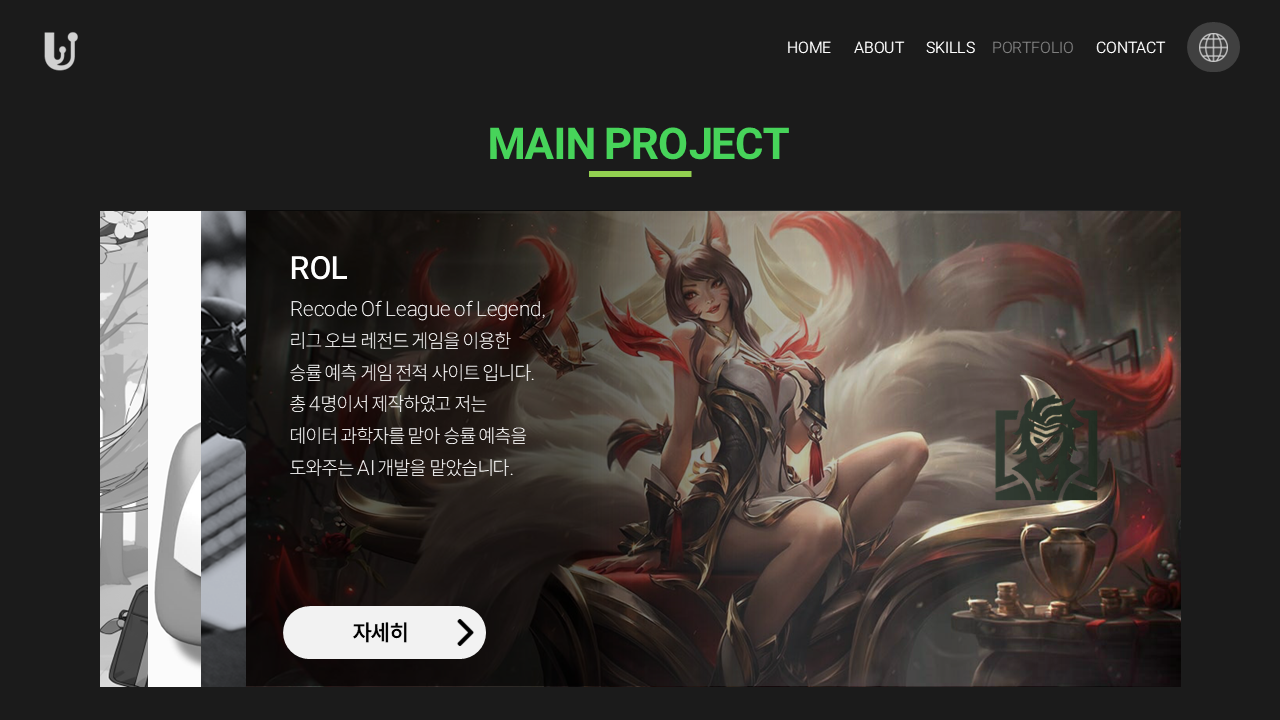 HOME ABOUT SKILLS PORTFOLIO CONTACT
MAIN PROJECT
ROL
Recode Of League of Legend,
리그 오브 레전드 게임을 이용한
승률 예측 게임 전적 사이트 입니다.
총 4명이서 제작하였고 저는
데이터 과학자를 맡아 승률 예측을
도와주는 AI 개발을 맡았습니다.
자세히